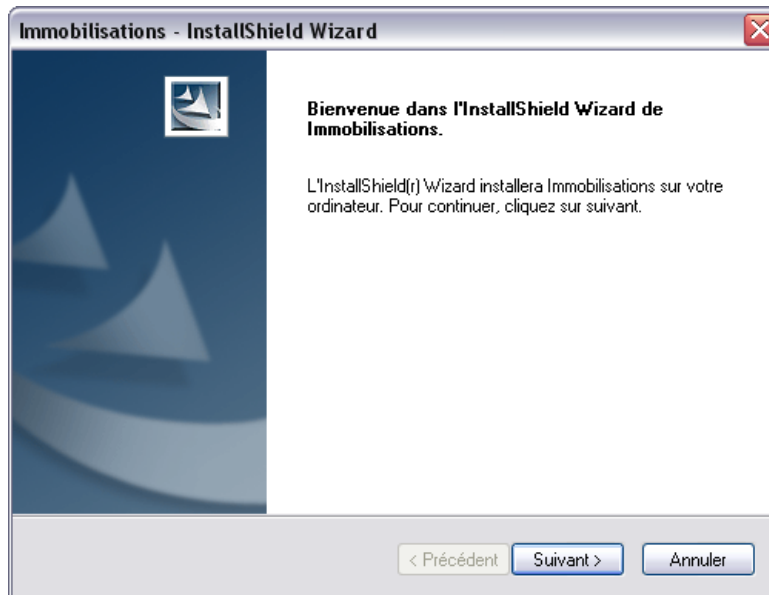 Immobilisations - InstallShield Wizard
Bienvenue dans l'InstallShield Wizard de
Immobilisations.
L'InstallShield(r) Wizard installera Immobilisations sur votre
ordinateur. Pour continuer, cliquez sur suivant.
< Précédent
Suivant >
Annuler